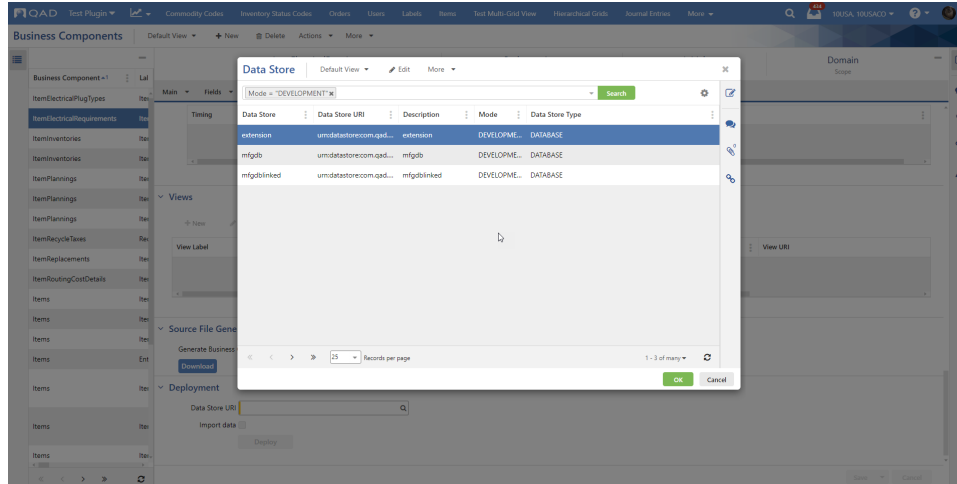 QAD Test Plugin Commodity Codes Inventory Status Codes Orders Users Labels Items Test Multi-Grid View Hierarchical Grids Journal Entries More 10USA, 10USACO
Business Components Default View + New Delete Actions More
Data Store Default View Edit More
Domain
Scope
Business Component 1 Lal
Mode = "DEVELOPMENT" x Search
Main Fields
ItemElectricalPlugTypes
Timing
Data Store Data Store URI Description Mode Data Store Type
ItemElectricalRequirements
extension urn:datastore:com.qad.... extension DEVELOPME... DATABASE
ItemInventories
mfgdb urn:datastore:com.qad.... mfgdb DEVELOPME... DATABASE
ItemInventories
mfgdblinked urn:datastore:com.qad.... mfgdblinked DEVELOPME... DATABASE
ItemPlannings
ItemPlannings
Views
ItemPlannings
+ New
ItemRecycleTaxes Rec
View Label View URI
ItemReplacements
ItemRoutingCostDetails
Items
Items
Source File Gene
Items
Generate Business
Items Ent
25 Records per page 1 - 3 of many
Download
OK Cancel
Items
Deployment
Data Store URI
Items
Import data
Deploy
Items
Save Cancel